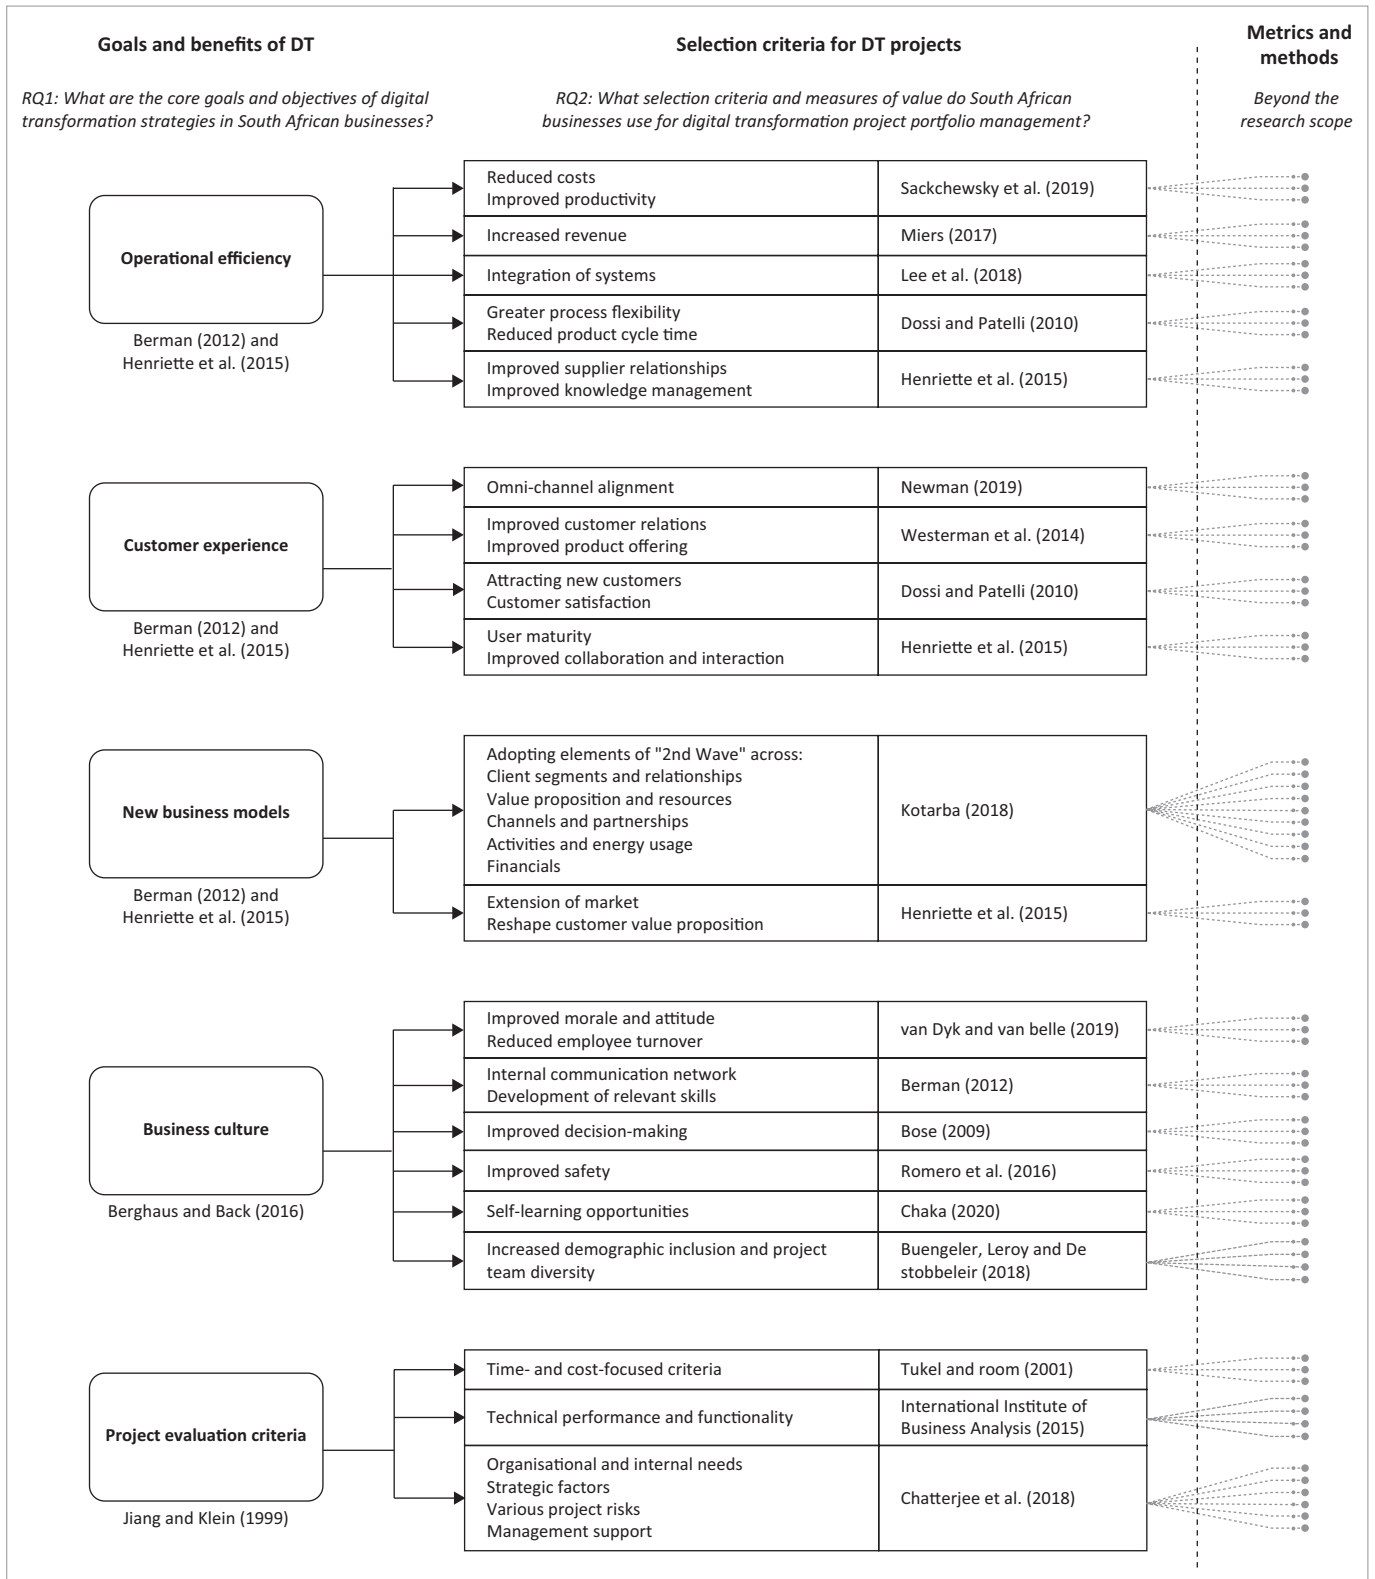 Goals and benefits of DT
Selection criteria for DT projects
Metrics and
methods
RQ1: What are the core goals and objectives of digital
transformation strategies in South African businesses?
RQ2: What selection criteria and measures of value do South African
businesses use for digital transformation project portfolio management?
Beyond the
research scope
Operational efficiency
Berman (2012) and
Henriette et al. (2015)
Reduced costs
Improved productivity
Sackchewsky et al. (2019)
Increased revenue
Miers (2017)
Integration of systems
Lee et al. (2018)
Greater process flexibility
Reduced product cycle time
Dossi and Patelli (2010)
Improved supplier relationships
Improved knowledge management
Henriette et al. (2015)
Customer experience
Berman (2012) and
Henriette et al. (2015)
Omni-channel alignment
Newman (2019)
Improved customer relations
Improved product offering
Westerman et al. (2014)
Attracting new customers
Customer satisfaction
Dossi and Patelli (2010)
User maturity
Improved collaboration and interaction
Henriette et al. (2015)
New business models
Berman (2012) and
Henriette et al. (2015)
Adopting elements of "2nd Wave" across:
Client segments and relationships
Value proposition and resources
Channels and partnerships
Activities and energy usage
Financials
Kotarba (2018)
Extension of market
Reshape customer value proposition
Henriette et al. (2015)
Business culture
Berghaus and Back (2016)
Improved morale and attitude
Reduced employee turnover
van Dyk and van belle (2019)
Internal communication network
Development of relevant skills
Berman (2012)
Improved decision-making
Bose (2009)
Improved safety
Romero et al. (2016)
Self-learning opportunities
Chaka (2020)
Increased demographic inclusion and project
team diversity
Buengeler, Leroy and De
stobbeleir (2018)
Project evaluation criteria
Jiang and Klein (1999)
Time- and cost-focused criteria
Tukel and room (2001)
Technical performance and functionality
International Institute of
Business Analysis (2015)
Organisational and internal needs
Strategic factors
Various project risks
Management support
Chatterjee et al. (2018)